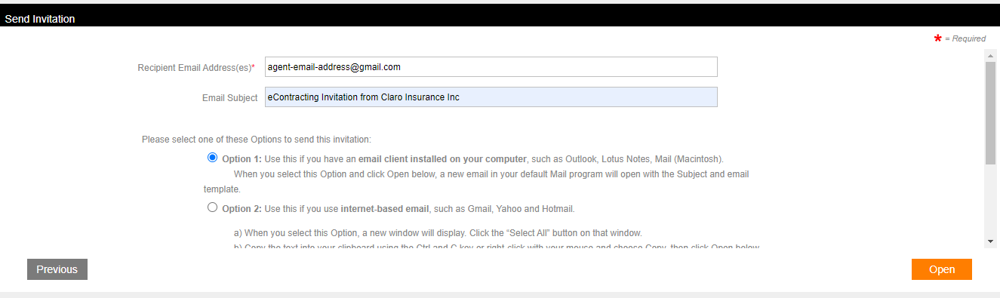 Send Invitation
* = Required
Recipient Email Address(es)* agent-email-address@gmail.com
Email Subject eContracting Invitation from Claro Insurance Inc
Please select one of these Options to send this invitation:
Option 1: Use this if you have an email client installed on your computer, such as Outlook, Lotus Notes, Mail (Macintosh).
When you select this Option and click Open below, a new email in your default Mail program will open with the Subject and email
template.
Option 2: Use this if you use internet-based email, such as Gmail, Yahoo and Hotmail.
a) When you select this Option, a new window will display. Click the “Select All” button on that window.
b) Copy the text into your clipboard using the Ctrl and C key or right-click with your mouse and choose Copy, then click Open below
Previous Open